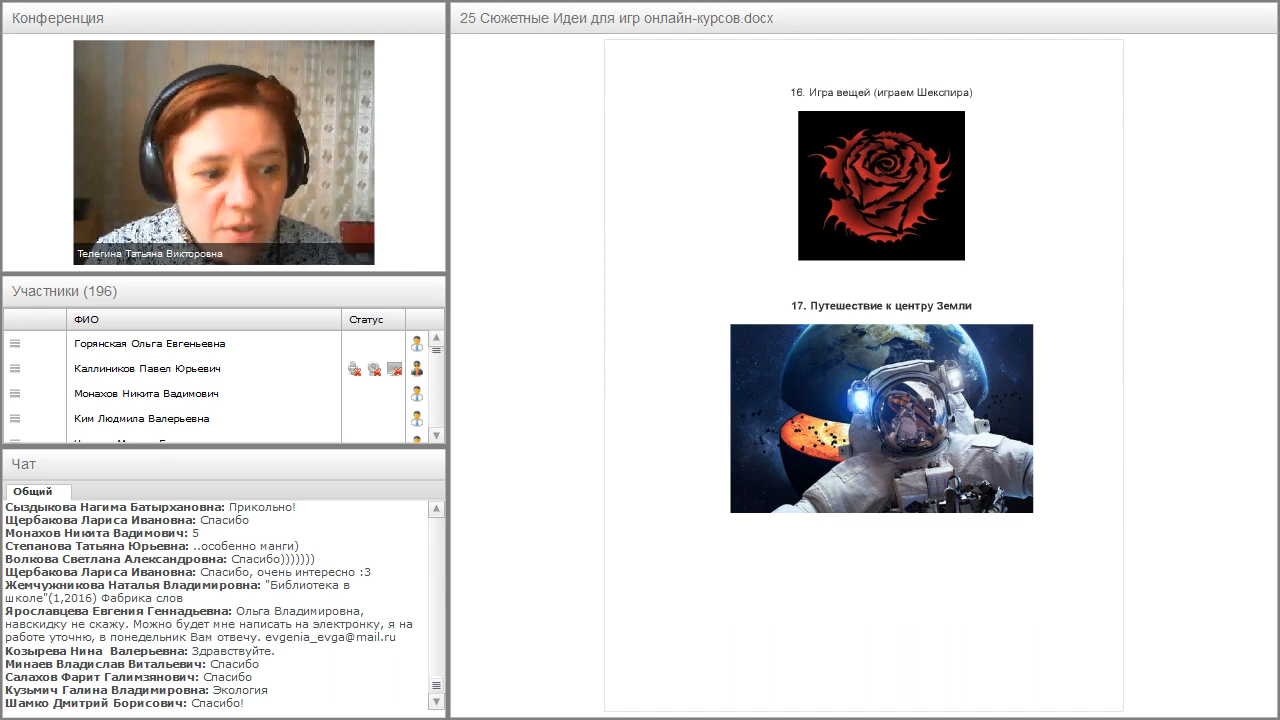 Конференция
Телегина Татьяна Викторовна
Участники (196)
ФИО Статус
Горянская Ольга Евгеньевна
Каллиников Павел Юрьевич
Монахов Никита Вадимович
Ким Людмила Валерьевна
Чат
Общий
Сыздыкова Нагима Батырхановна: Прикольно!
Щербакова Лариса Ивановна: Спасибо
Монахов Никита Вадимович: 5
Степанова Татьяна Юрьевна: ..особенно манги)
Волкова Светлана Александровна: Спасибо)))))))
Щербакова Лариса Ивановна: Спасибо, очень интересно :3
Жемчужникова Наталья Владимировна: "Библиотека в
школе"(1,2016) Фабрика слов
Ярославцева Евгения Геннадьевна: Ольга Владимировна,
навскидку не скажу. Можно будет мне написать на электронку, я на
работе уточню, в понедельник Вам отвечу. evgenia_evga@mail.ru
Козырева Нина  Валерьевна: Здравствуйте.
Минаев Владислав Витальевич: Спасибо
Салахов Фарит Галимзянович: Спасибо
Кузьмич Галина Владимировна: Экология
Шамко Дмитрий Борисович: Спасибо!
25 Сюжетные Идеи для игр онлайн-курсов.docx
16. Игра вещей (играем Шекспира)
17. Путешествие к центру Земли